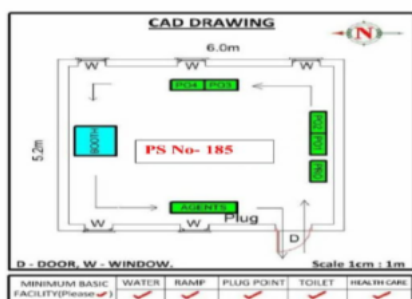 CAD DRAWING
6.0m
N
W W W
PO4 PO3
5.2m
BOOTH
PO2 PO1
PRO
PS No- 185
AGENTS
Plug
W W
D
D - DOOR, W - WINDOW. Scale 1cm : 1m
MINIMUM BASIC FACILITY(Please ✓) WATER RAMP PLUG POINT TOILET HEALTH CARE
✓ ✓ ✓ ✓ ✓